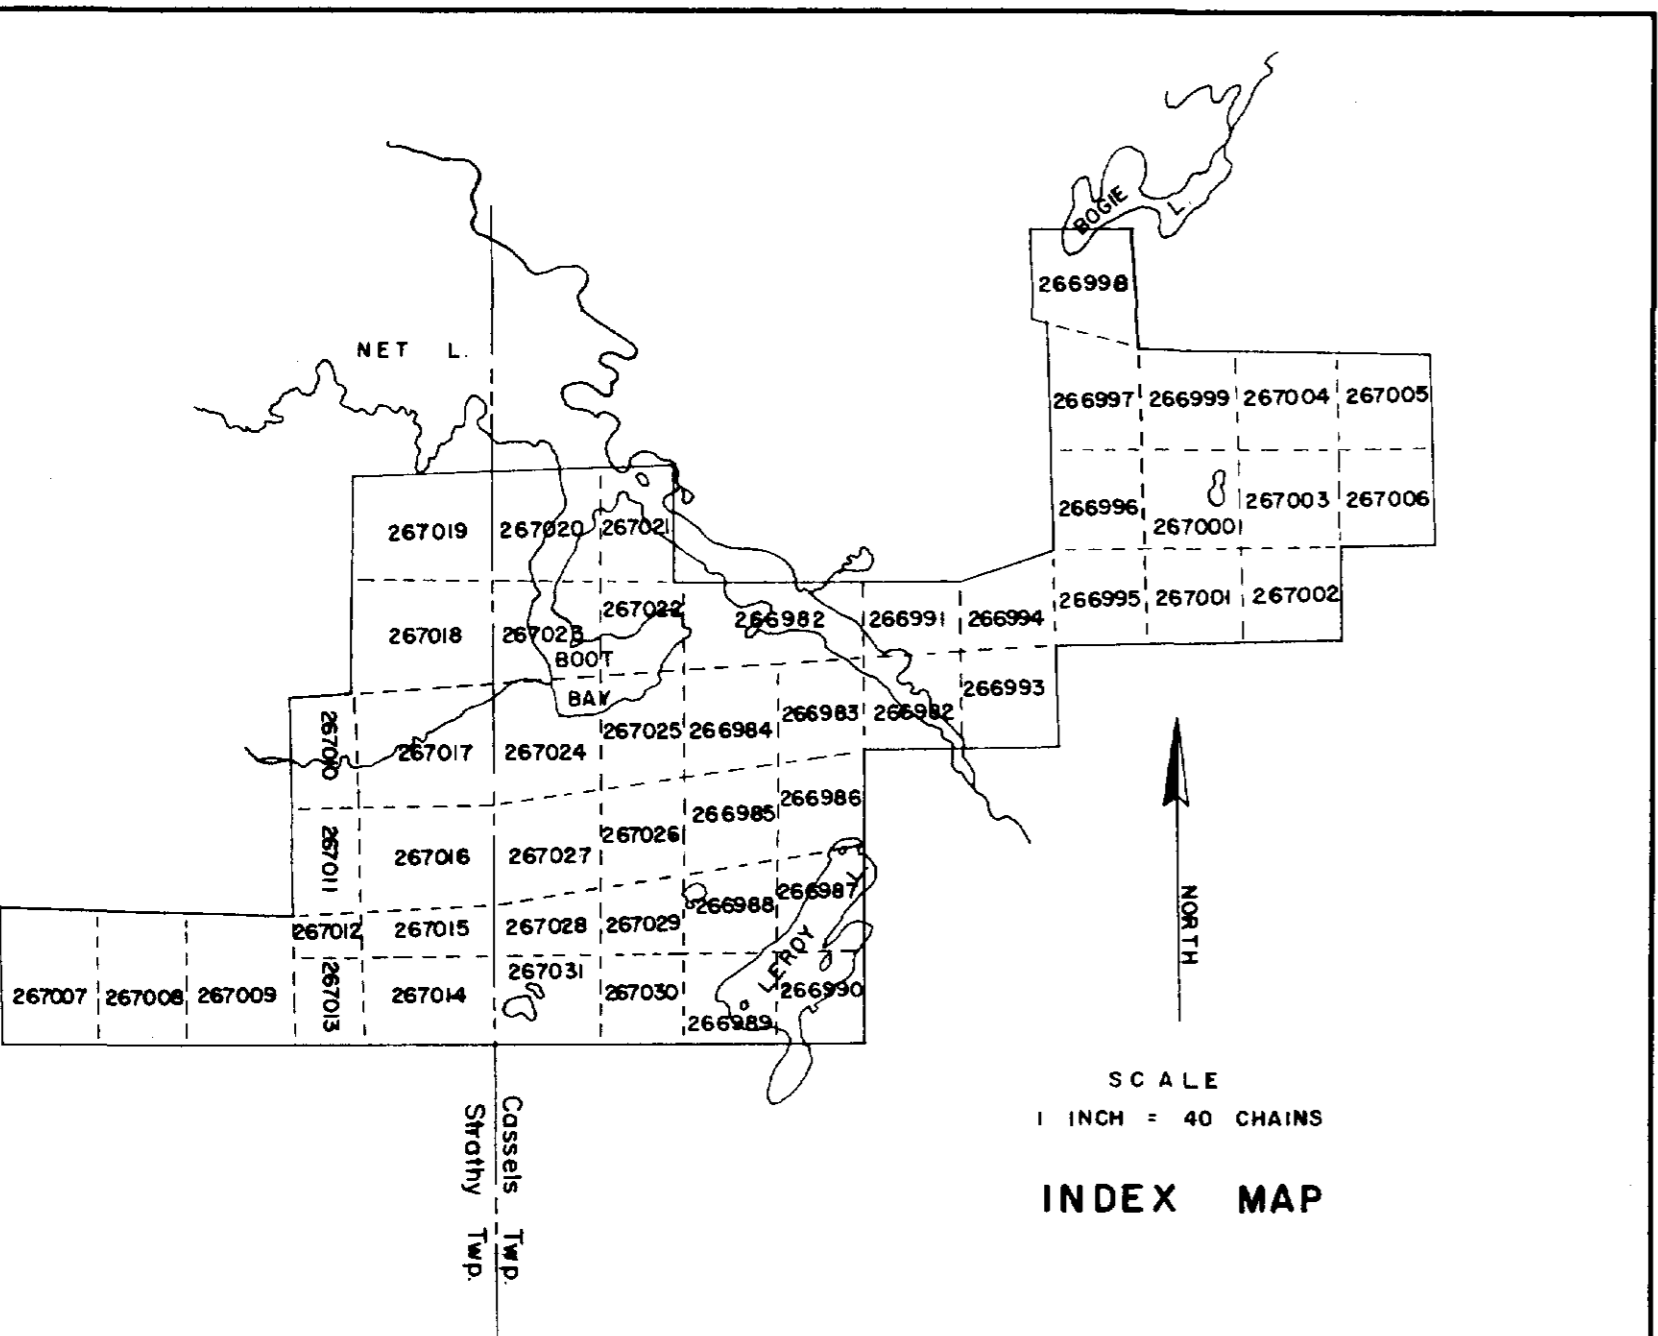 BOGIE L.
266998
NET L.
266997 266999 267004 267005
266996 267000 267003 267006
267019 267020 267021
266995 267001 267002
267018 267023 267022 266982 266991 266994
BOOT
BAY
267010 267017 267024 267025 266984 266983 266982 266993
267011 267016 267027 267026 266985 266986
267012 267015 267028 267029 266988 266987
LEROY L.
267007 267008 267009 267013 267014 267031 267030 266989 266990
NORTH
SCALE
1 INCH = 40 CHAINS
INDEX MAP
Cassels Twp.
Strathy Twp.